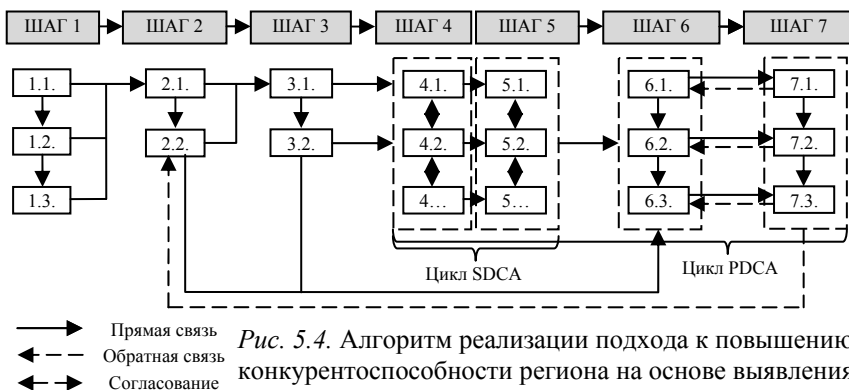 ШАГ 1 ШАГ 2 ШАГ 3 ШАГ 4 ШАГ 5 ШАГ 6 ШАГ 7
1.1. 2.1. 3.1. 4.1. 5.1. 6.1. 7.1.
1.2. 2.2. 3.2. 4.2. 5.2. 6.2. 7.2.
1.3. 4… 5… 6.3. 7.3.
Цикл SDCA Цикл PDCA
Прямая связь
Обратная связь
Согласование
Рис. 5.4. Алгоритм реализации подхода к повышению
конкурентоспособности региона на основе выявления